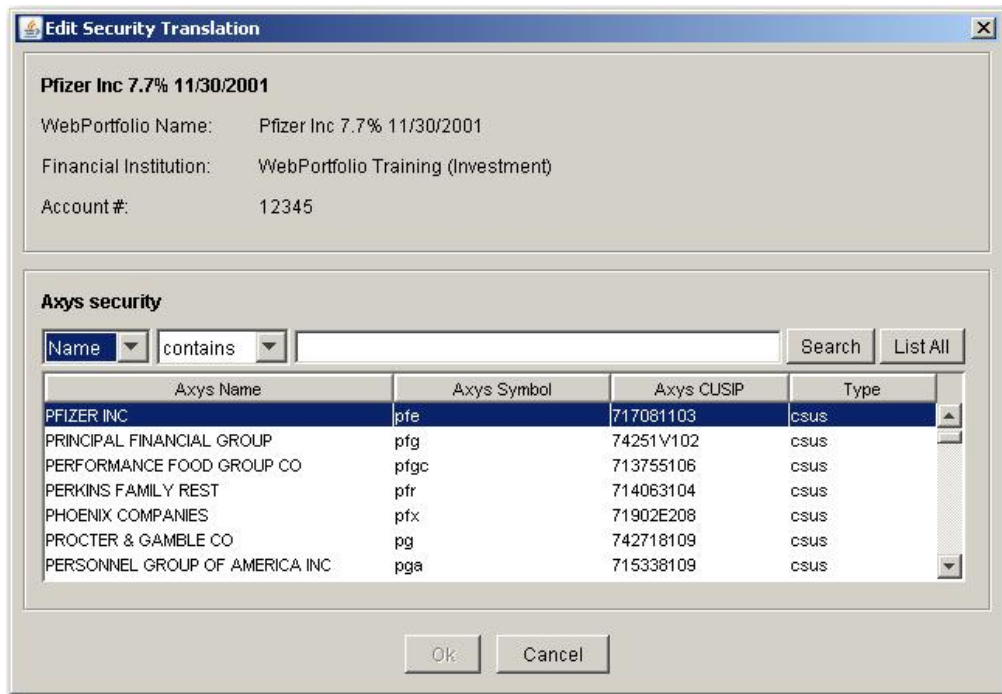 Edit Security Translation
Pfizer Inc 7.7% 11/30/2001
WebPortfolio Name: Pfizer Inc 7.7% 11/30/2001
Financial Institution: WebPortfolio Training (Investment)
Account #: 12345
Axys security
Name contains Search List All
Axys Name Axys Symbol Axys CUSIP Type
PFIZER INC pfe 717081103 csus
PRINCIPAL FINANCIAL GROUP pfg 74251V102 csus
PERFORMANCE FOOD GROUP CO pfgc 713755106 csus
PERKINS FAMILY REST pfr 714063104 csus
PHOENIX COMPANIES pfx 71902E208 csus
PROCTER & GAMBLE CO pg 742718109 csus
PERSONNEL GROUP OF AMERICA INC pga 715338109 csus
Ok Cancel